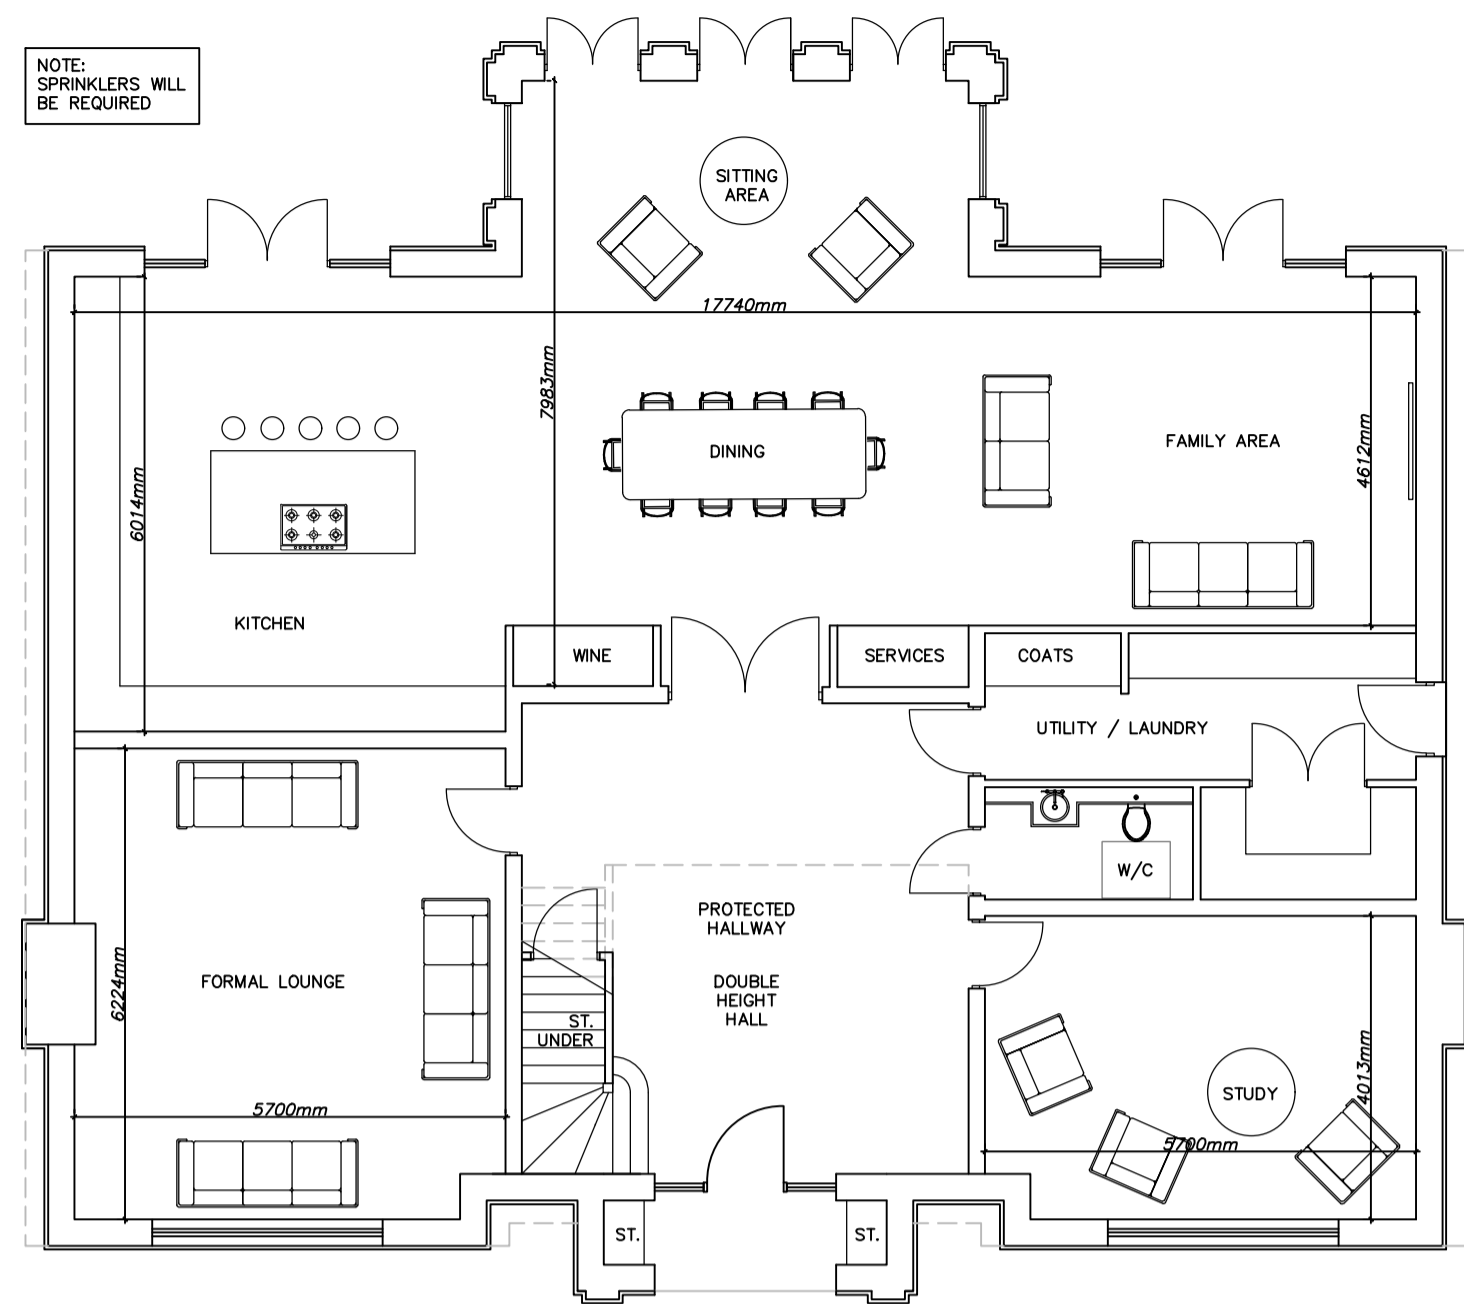 NOTE:
SPRINKLERS WILL
BE REQUIRED
SITTING
AREA
17740mm
7983mm
DINING
FAMILY AREA
4612mm
6014mm
KITCHEN
WINE
SERVICES
COATS
UTILITY / LAUNDRY
W/C
PROTECTED
HALLWAY
DOUBLE
HEIGHT
HALL
FORMAL LOUNGE
6224mm
ST.
UNDER
4013mm
STUDY
5700mm
5700mm
ST.
ST.